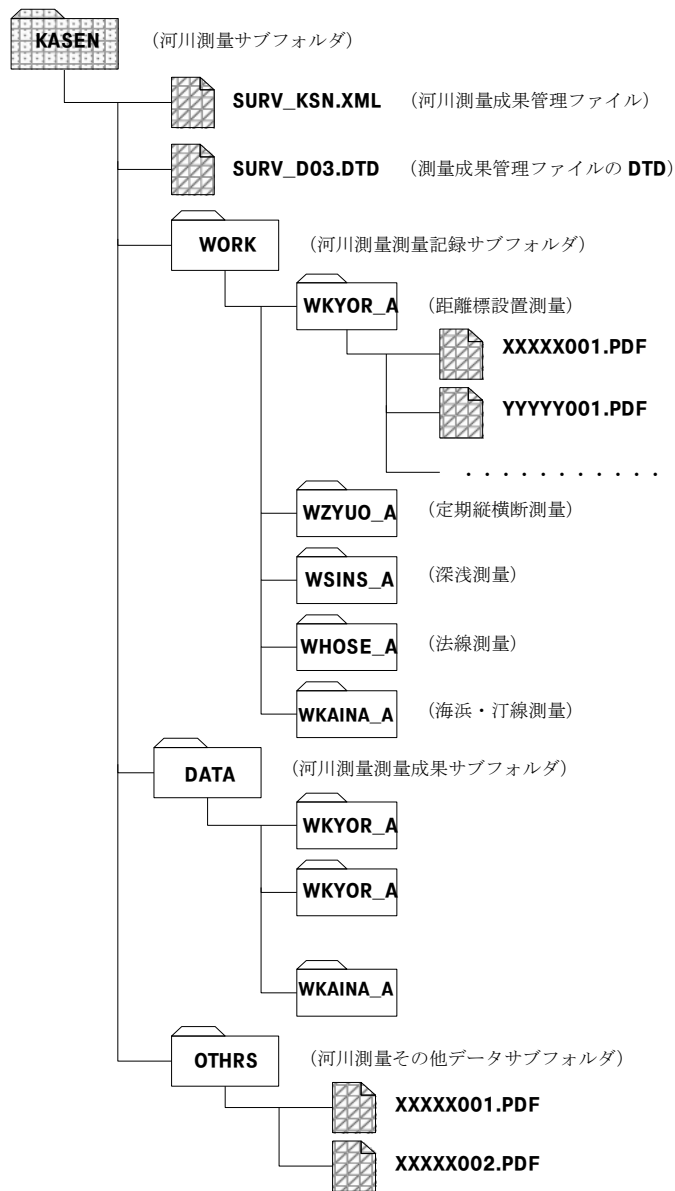 KASEN (河川測量サブフォルダ)
SURV_KSN.XML (河川測量成果管理ファイル)
SURV_D03.DTD (測量成果管理ファイルの DTD)
WORK (河川測量測量記録サブフォルダ)
WKYOR_A (距離標設置測量)
XXXXX001.PDF
YYYYY001.PDF
・・・・・・・・・・・
WZYUO_A (定期縦横断測量)
WSINS_A (深浅測量)
WHOSE_A (法線測量)
WKAINA_A (海浜・汀線測量)
DATA (河川測量測量成果サブフォルダ)
WKYOR_A
WKYOR_A
WKAINA_A
OTHRS (河川測量その他データサブフォルダ)
XXXXX001.PDF
XXXXX002.PDF